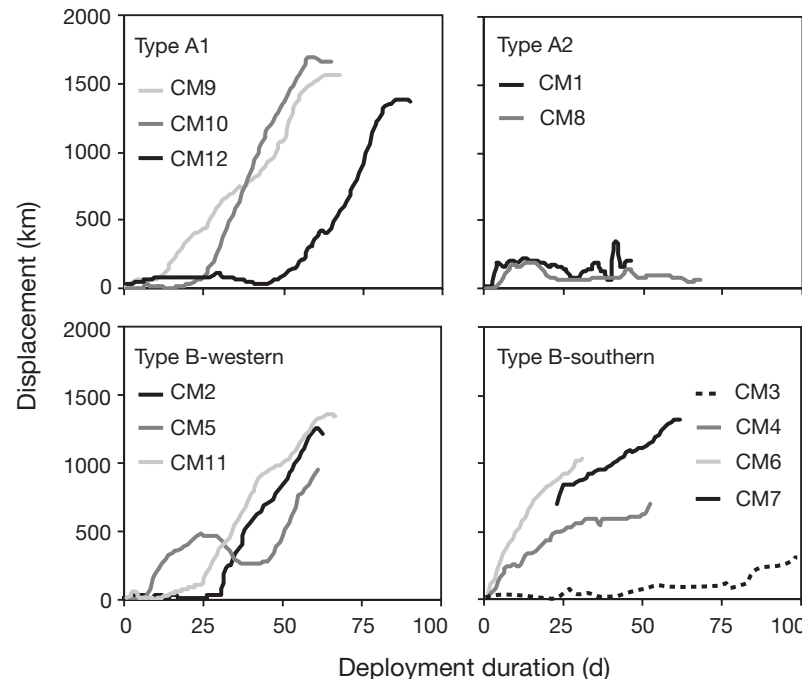 Type A1
CM9
CM10
CM12
Type A2
CM1
CM8
Type B-western
CM2
CM5
CM11
Type B-southern
CM3
CM4
CM6
CM7
2000
1500
1000
500
0
2000
1500
1000
500
0
0 25 50 75 100
0 25 50 75 100
Displacement (km)
Deployment duration (d)